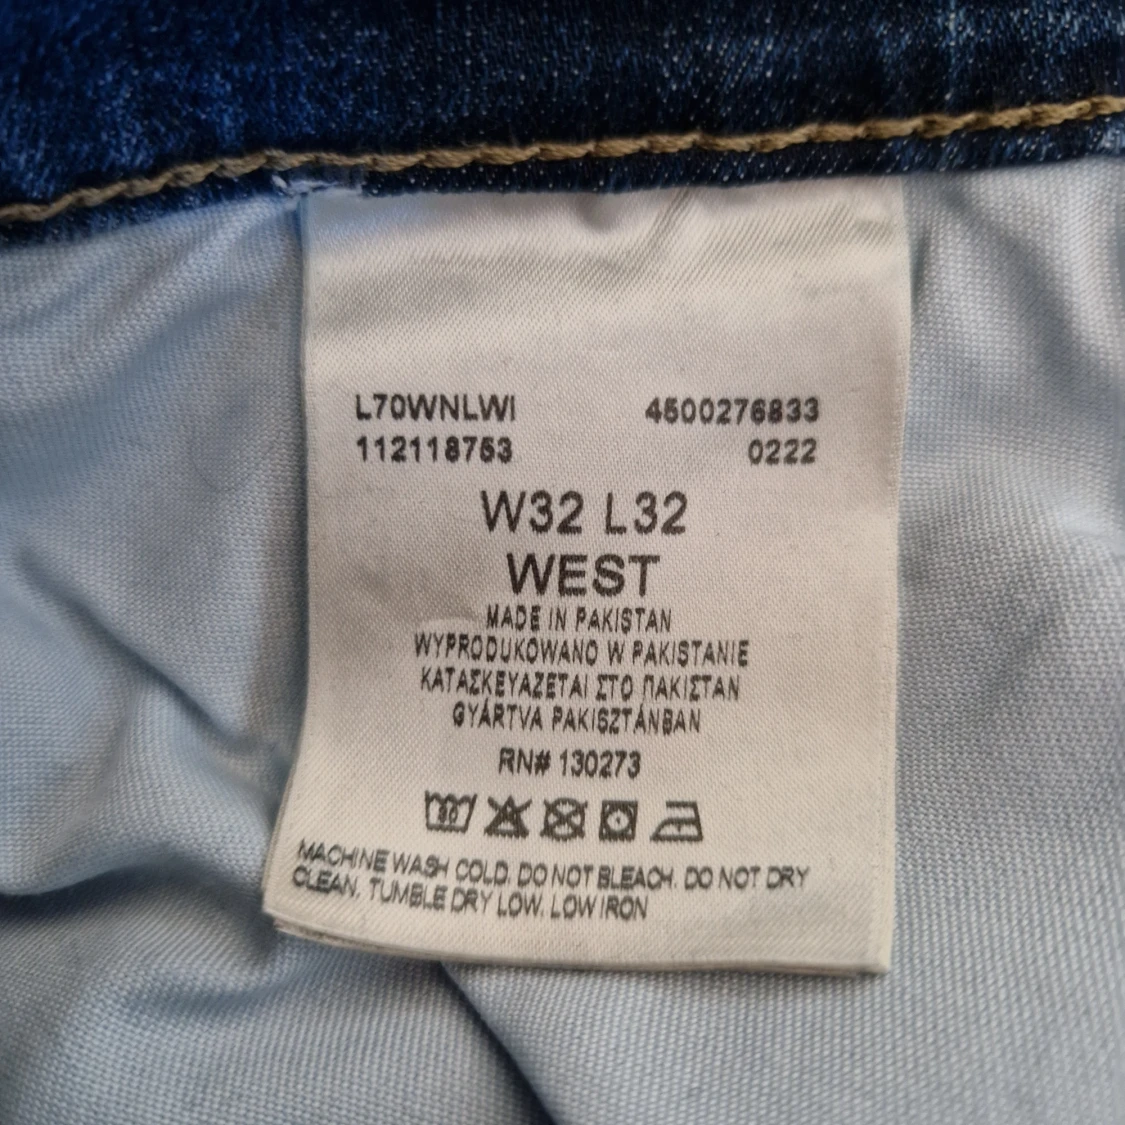 L70WNLWI 4500276833
112118753 0222
W32 L32
WEST
MADE IN PAKISTAN
WYPRODUKOWANO W PAKISTANIE
ΚΑΤΑΣΚΕΥΑΖΕΤΑΙ ΣΤΟ ΠΑΚΙΣΤΑΝ
GYÁRTVA PAKISZTÁNBAN
RN# 130273
30
MACHINE WASH COLD. DO NOT BLEACH. DO NOT DRY
CLEAN. TUMBLE DRY LOW. LOW IRON